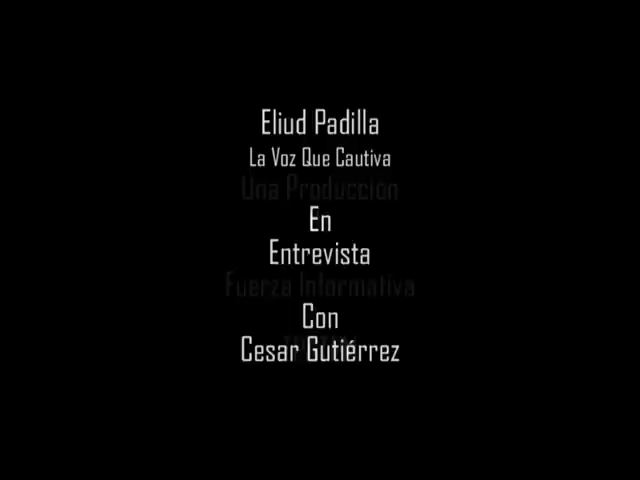 Eliud Padilla
La Voz Que Cautiva
Una Producción
En
Entrevista
Fuerza Informativa
Con
Cesar Gutiérrez